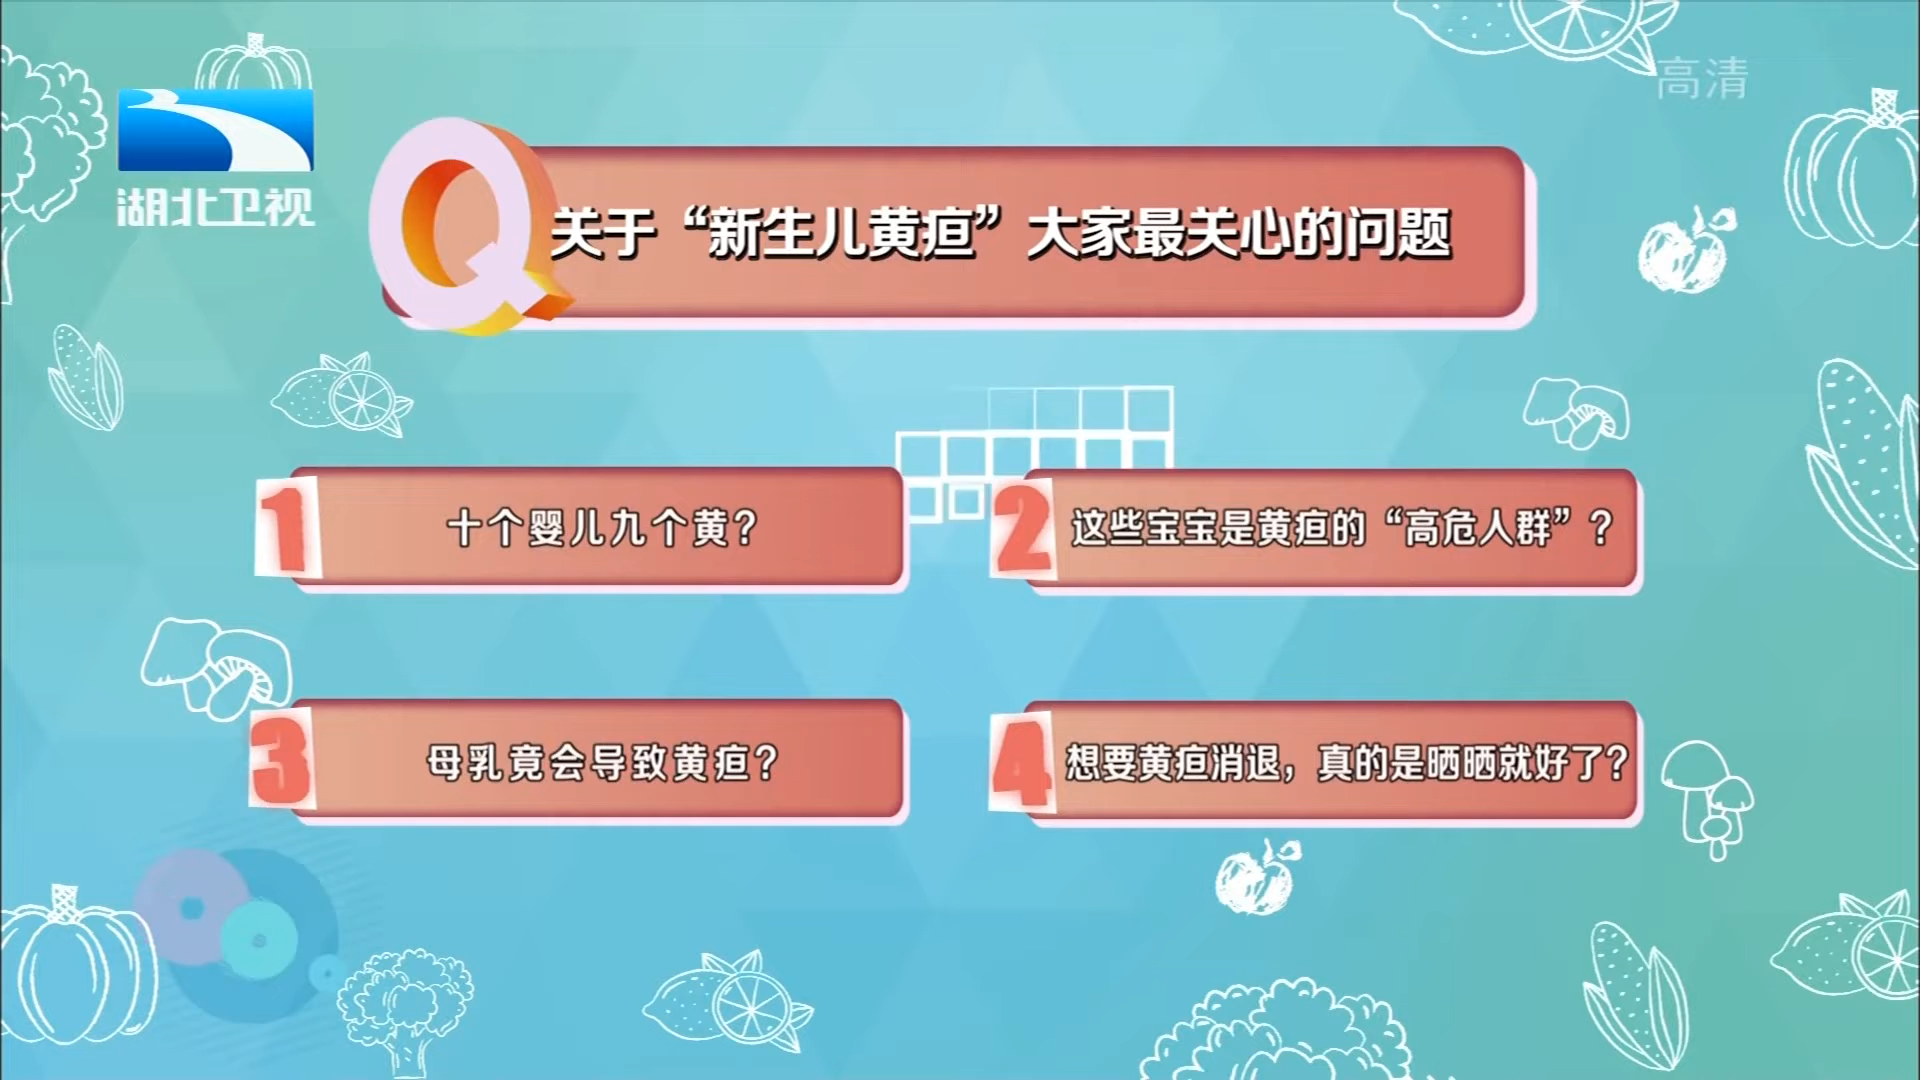 高清
湖北卫视
Q
关于“新生儿黄疸”大家最关心的问题
1
十个婴儿九个黄？
2
这些宝宝是黄疸的“高危人群”？
3
母乳竟会导致黄疸？
4
想要黄疸消退，真的是晒晒就好了？